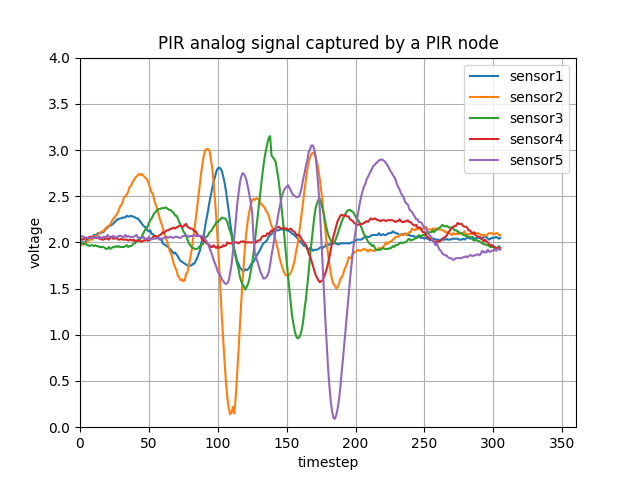 PIR analog signal captured by a PIR node
4.0
3.5
3.0
2.5
2.0
1.5
1.0
0.5
0.0
voltage
sensor1
sensor2
sensor3
sensor4
sensor5
0 50 100 150 200 250 300 350
timestep